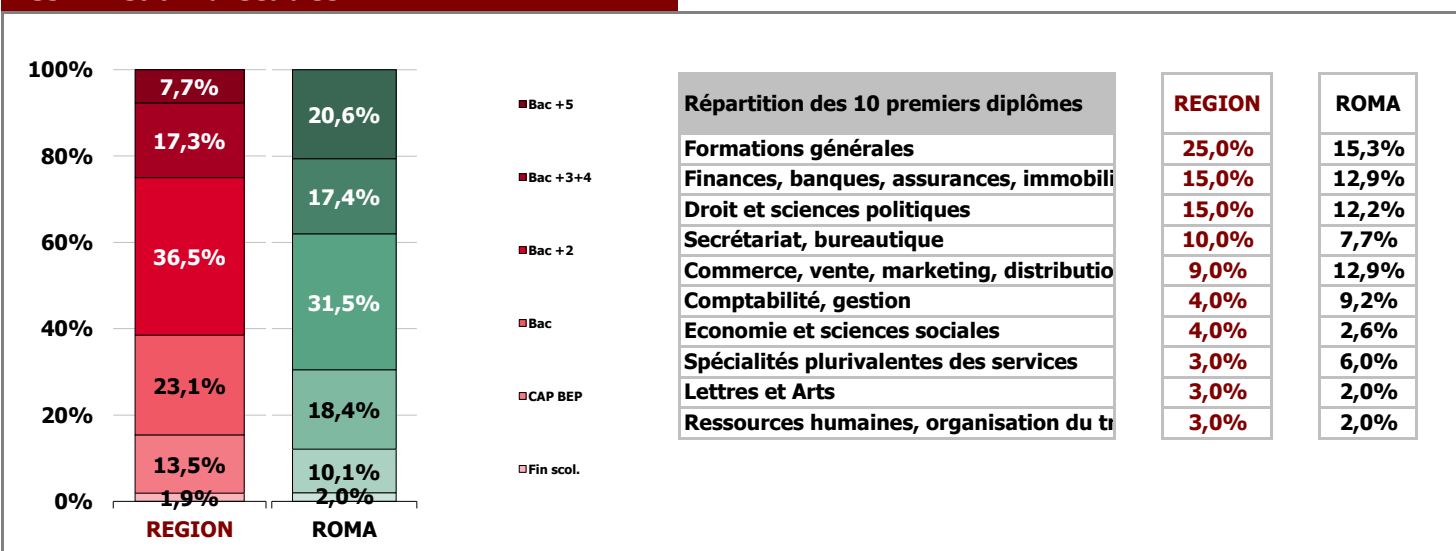 100%
80%
60%
40%
20%
0%
7,7%
17,3%
36,5%
23,1%
13,5%
1,9%
REGION
20,6%
17,4%
31,5%
18,4%
10,1%
2,0%
ROMA
Bac +5
Bac +3+4
Bac +2
Bac
CAP BEP
Fin scol.
Répartition des 10 premiers diplômes REGION ROMA
Formations générales 25,0% 15,3%
Finances, banques, assurances, immobili 15,0% 12,9%
Droit et sciences politiques 15,0% 12,2%
Secrétariat, bureautique 10,0% 7,7%
Commerce, vente, marketing, distributio 9,0% 12,9%
Comptabilité, gestion 4,0% 9,2%
Economie et sciences sociales 4,0% 2,6%
Spécialités plurivalentes des services 3,0% 6,0%
Lettres et Arts 3,0% 2,0%
Ressources humaines, organisation du tr 3,0% 2,0%